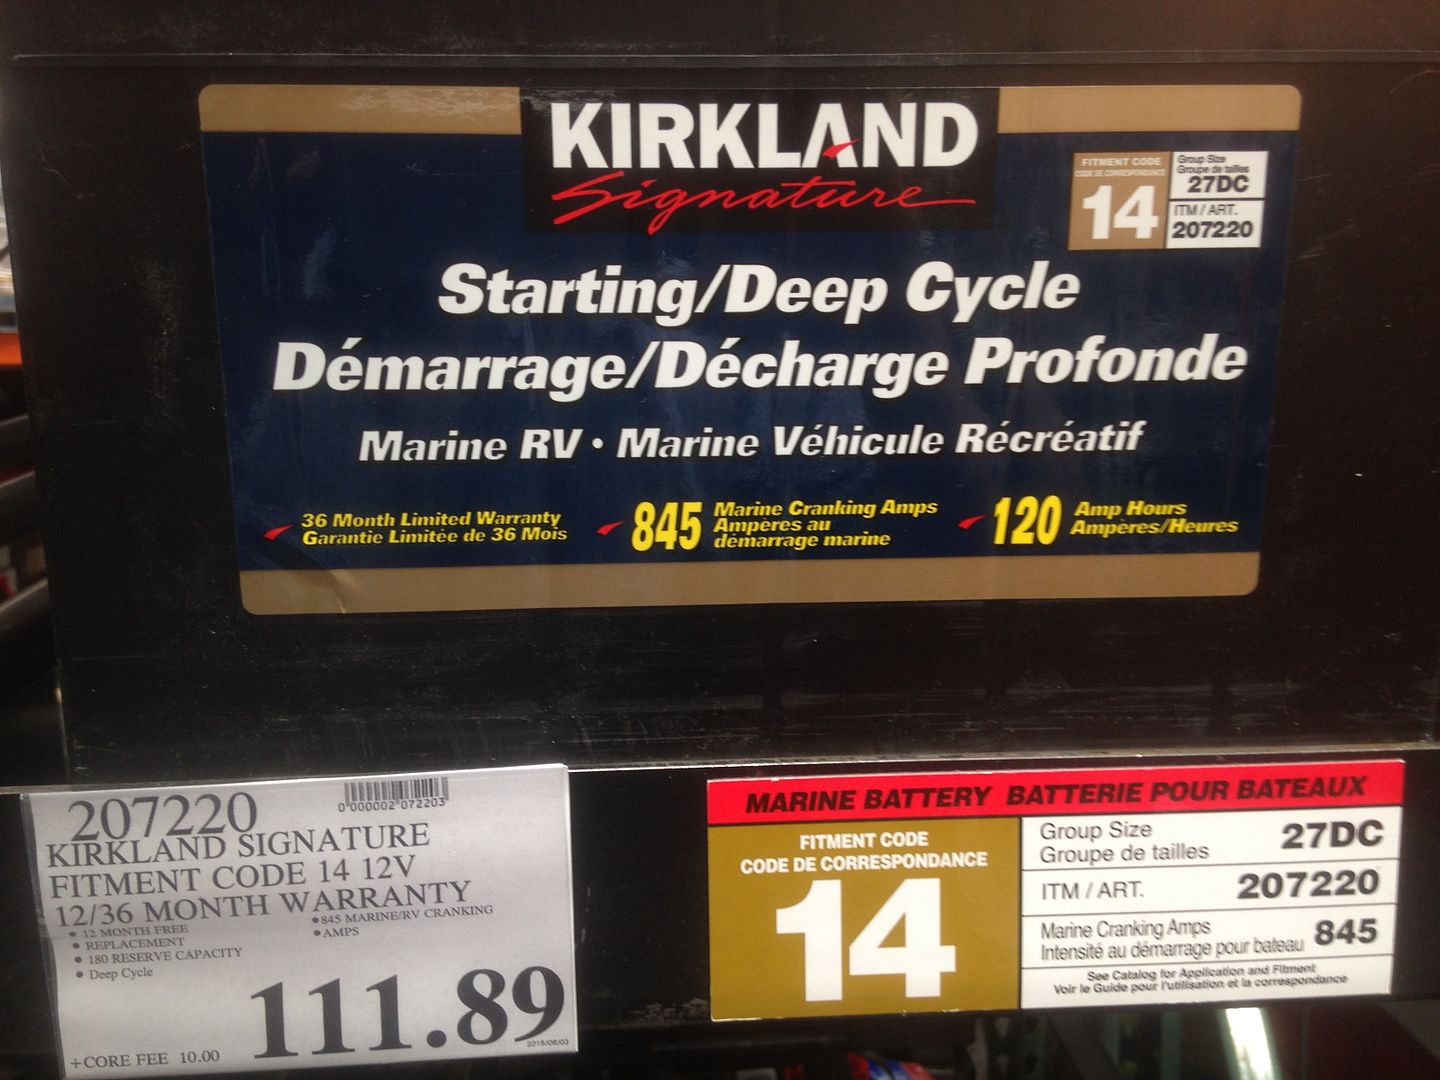 KIRKLAND
Signature
FITMENT CODE
CODE DE CORRESPONDANCE
14
Group Size
Groupe de tailles
27DC
ITM / ART.
207220
Starting/Deep Cycle
Démarrage/Décharge Profonde
Marine RV • Marine Véhicule Récréatif
36 Month Limited Warranty
Garantie Limitée de 36 Mois
845 Marine Cranking Amps
Ampères au
démarrage marine
120 Amp Hours
Ampères/Heures
207220
0 000002 072203
KIRKLAND SIGNATURE
FITMENT CODE 14 12V
12/36 MONTH WARRANTY
• 12 MONTH FREE
• REPLACEMENT
• 180 RESERVE CAPACITY
• Deep Cycle
• 845 MARINE/RV CRANKING
• AMPS
111.89
+CORE FEE 10.00
MARINE BATTERY BATTERIE POUR BATEAUX
FITMENT CODE
CODE DE CORRESPONDANCE
14
Group Size
Groupe de tailles
27DC
ITM / ART. 207220
Marine Cranking Amps
Intensité au démarrage pour bateau
845
See Catalog for Application and Fitment
Voir le Guide pour l'utilisation et la correspondance